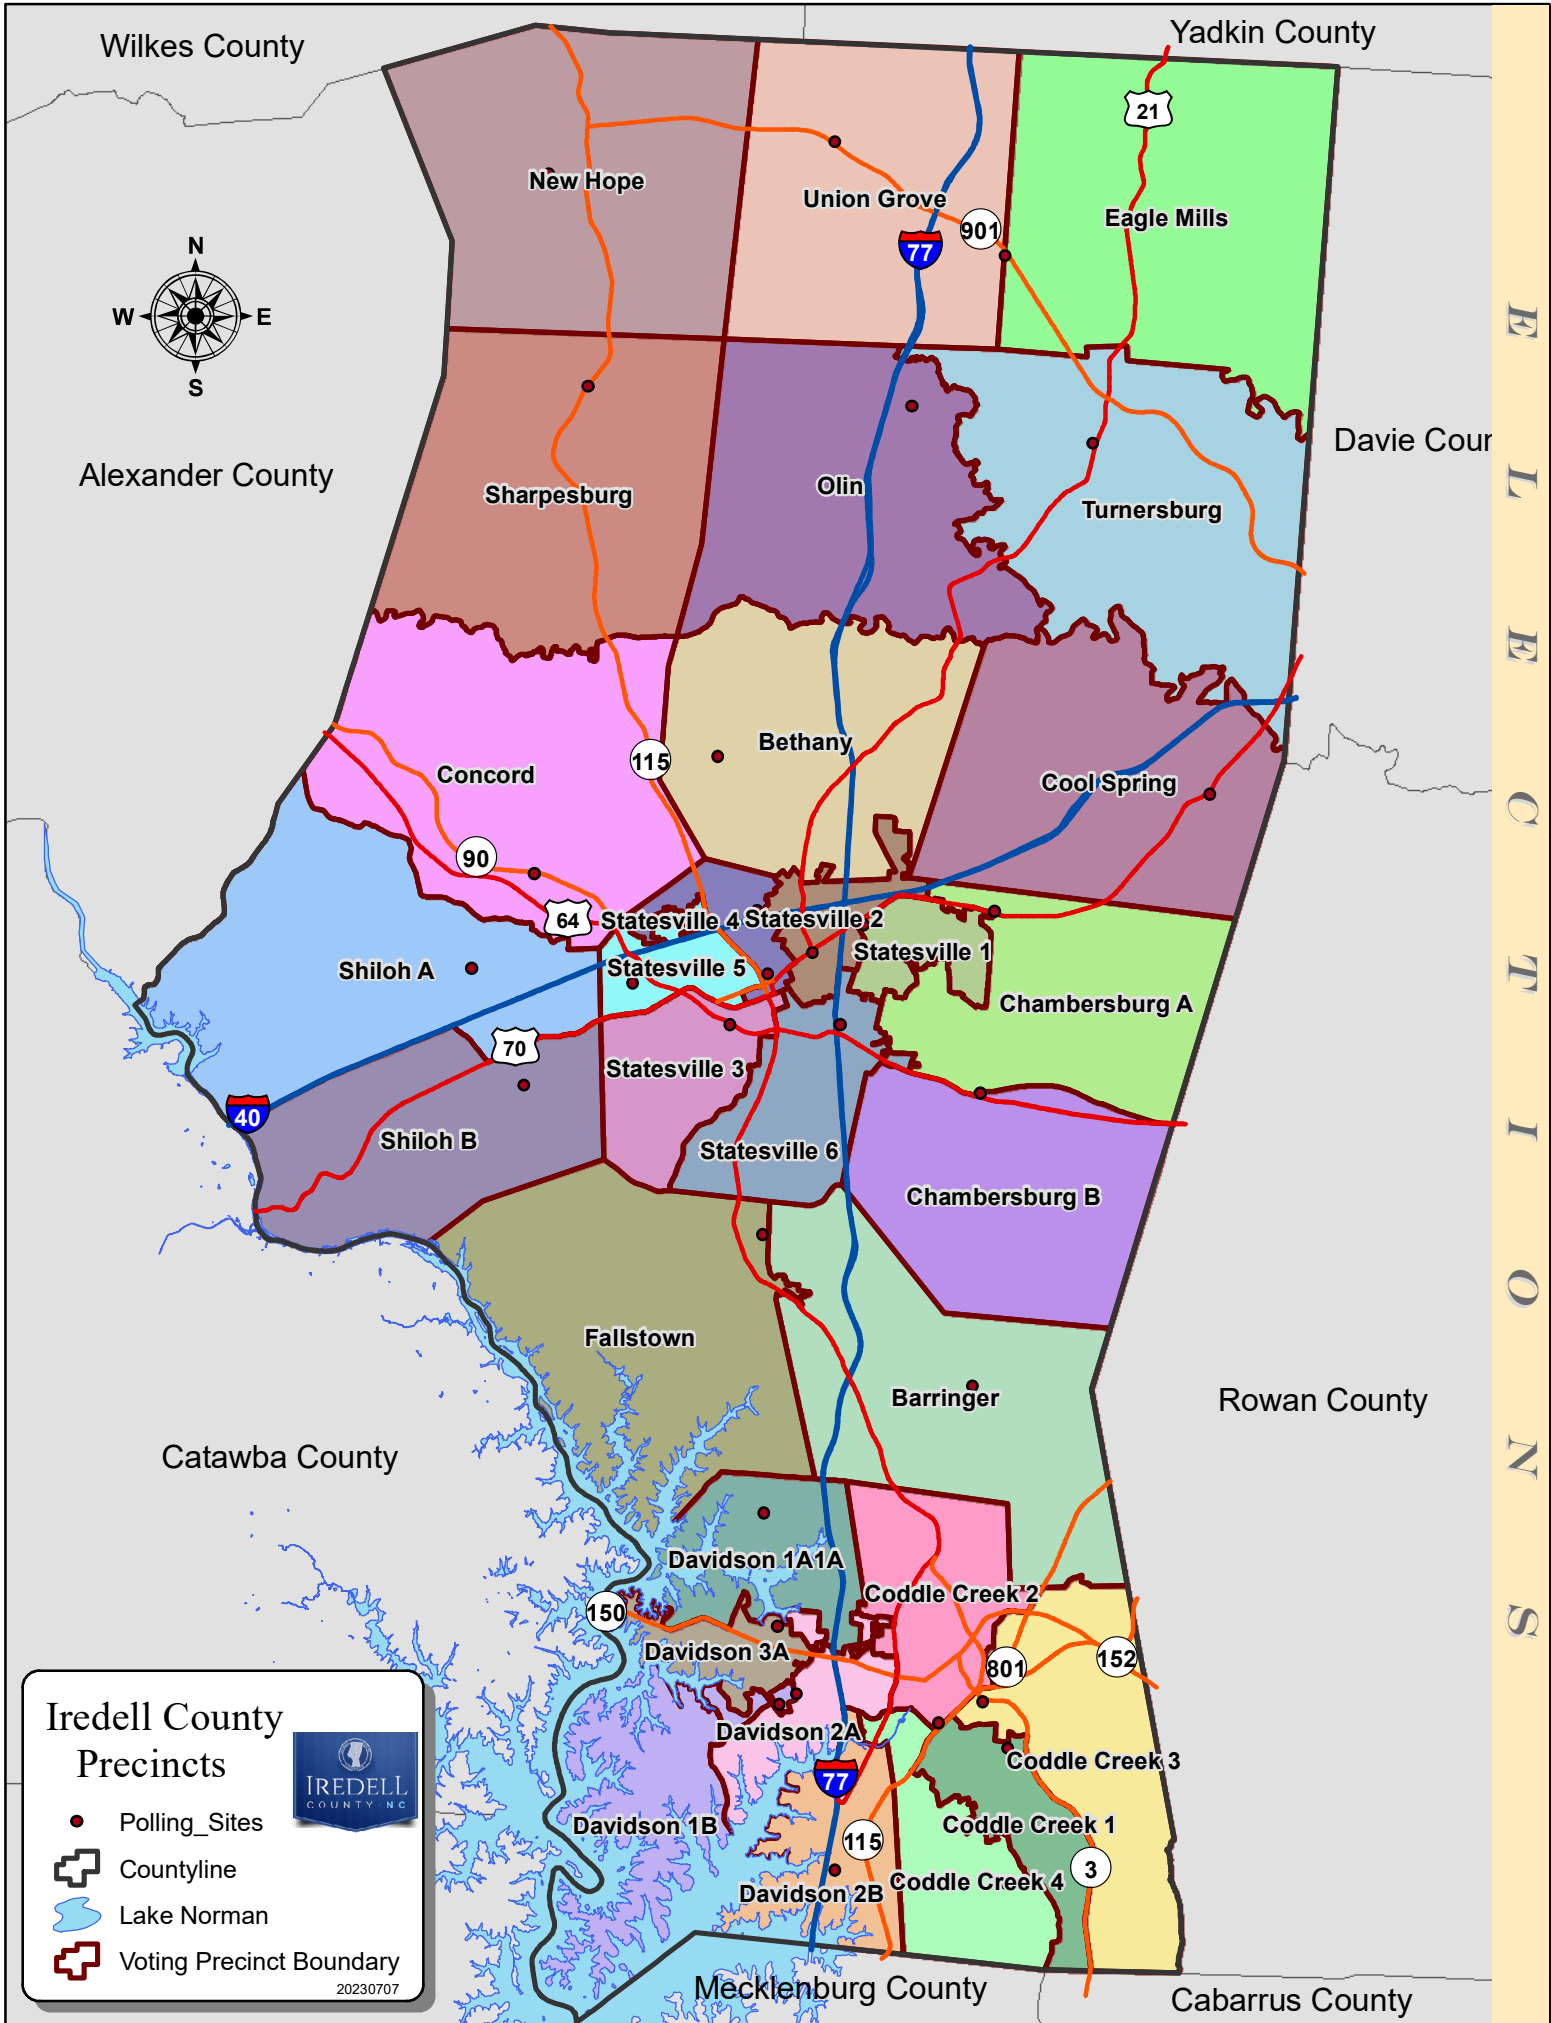 Wilkes County
Yadkin County
21
New Hope
Union Grove
901
77
Eagle Mills
N
W E
S
Alexander County
Davie Coun
Sharpesburg
Olin
Turnersburg
Bethany
115
Concord
Cool Spring
90
64
Statesville 4
Statesville 2
Statesville 1
Shiloh A
Statesville 5
Chambersburg A
70
Statesville 3
40
Shiloh B
Statesville 6
Chambersburg B
Fallstown
Barringer
Rowan County
Catawba County
Davidson 1A1A
Coddle Creek 2
150
Davidson 3A
801
152
Davidson 2A
Coddle Creek 3
77
Davidson 1B
Coddle Creek 1
115
3
Davidson 2B
Coddle Creek 4
Mecklenburg County
Cabarrus County
ELECTIONS
Iredell County
Precincts
IREDELL
COUNTY NC
Polling_Sites
Countyline
Lake Norman
Voting Precinct Boundary
20230707